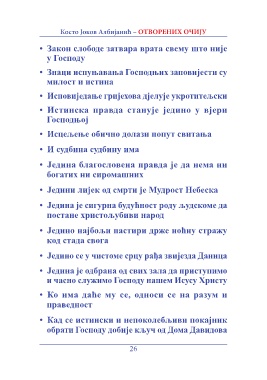 Косто Јоков Албијанић – ОТВОРЕНИХ ОЧИЈУ
• Закон слободе затвара врата свему што није
у Господу
• Знаци испуњавања Господњих заповијести су
милост и истина
• Исповиједање гријехова дјелује укротитељски
• Истинска правда станује једино у вјери
Господњој
• Исцељење обично долази попут свитања
• И судбина судбину има
• Једина благословена правда је да нема ни
богатих ни сиромашних
• Једини лијек од смрти је Мудрост Небеска
• Једина је сигурна будућност роду људскоме да
постане христољубиви народ
• Једино најбољи пастири држе ноћну стражу
код стада свога
• Једино се у чистоме срцу рађа звијезда Даница
• Једина је одбрана од свих зала да приступимо
и часно служимо Господу нашем Исусу Христу
• Ко има даће му се, односи се на разум и
праведност
• Кад се истински и непоколебљиви покајник
обрати Господу добије кључ од Дома Давидова
26